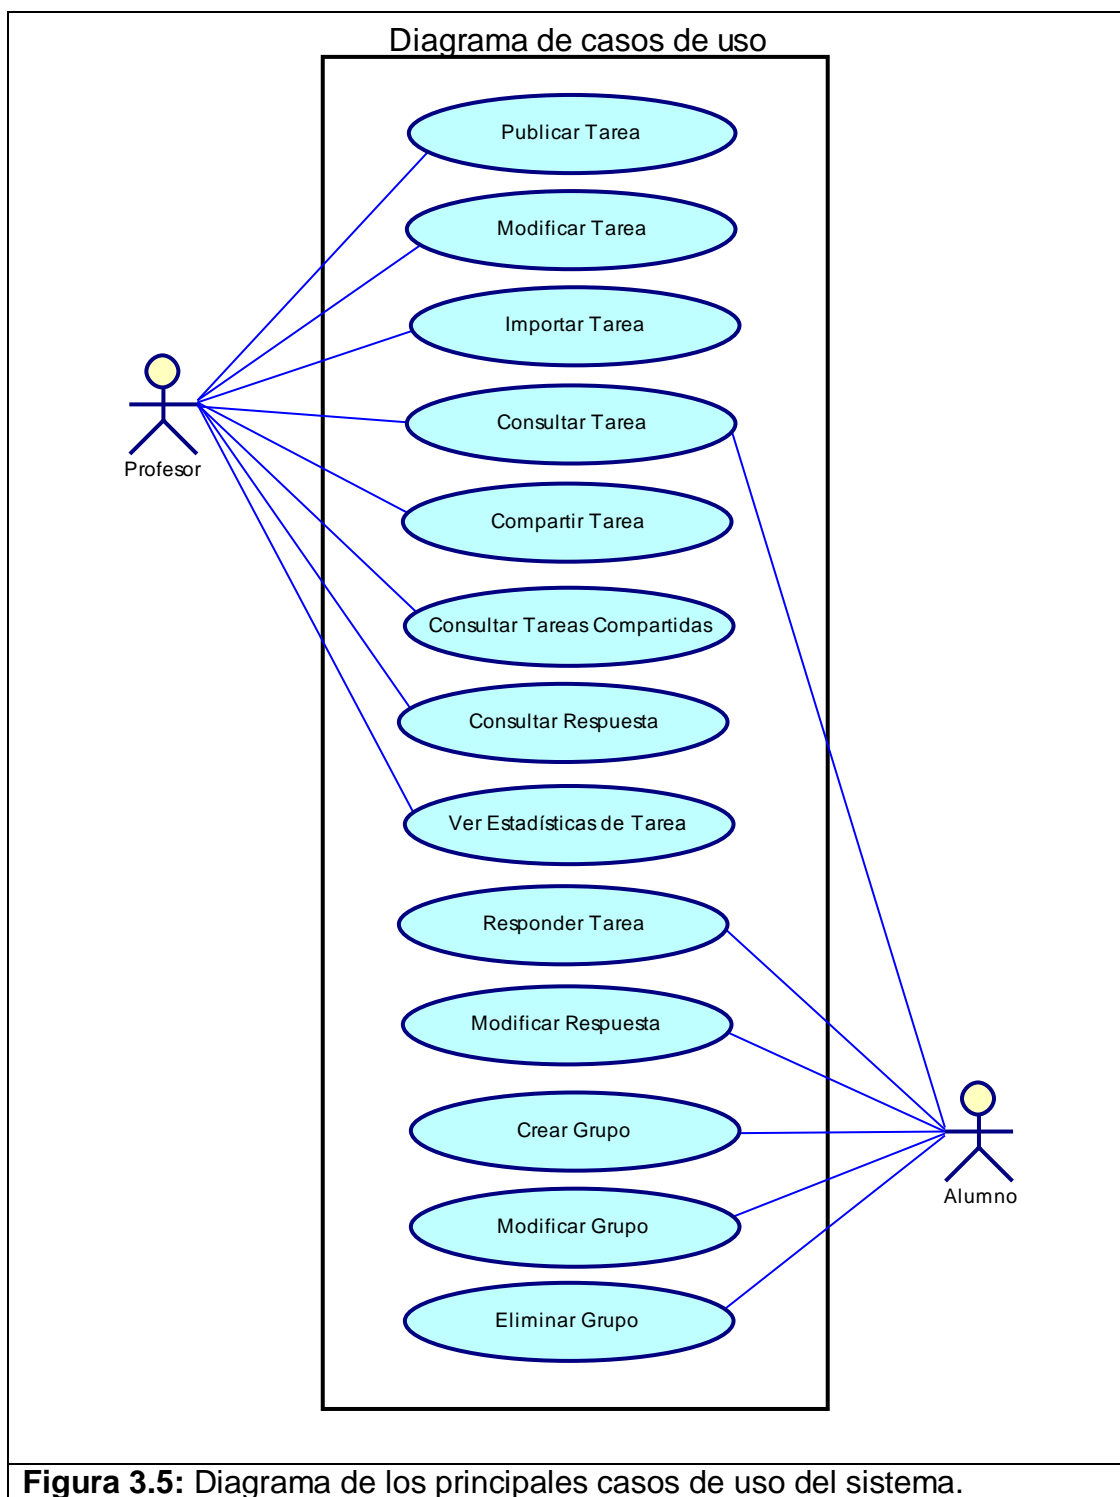 Diagrama de casos de uso
Publicar Tarea
Modificar Tarea
Importar Tarea
Consultar Tarea
Profesor
Compartir Tarea
Consultar Tareas Compartidas
Consultar Respuesta
Ver Estadísticas de Tarea
Responder Tarea
Modificar Respuesta
Crear Grupo
Alumno
Modificar Grupo
Eliminar Grupo
Figura 3.5: Diagrama de los principales casos de uso del sistema.